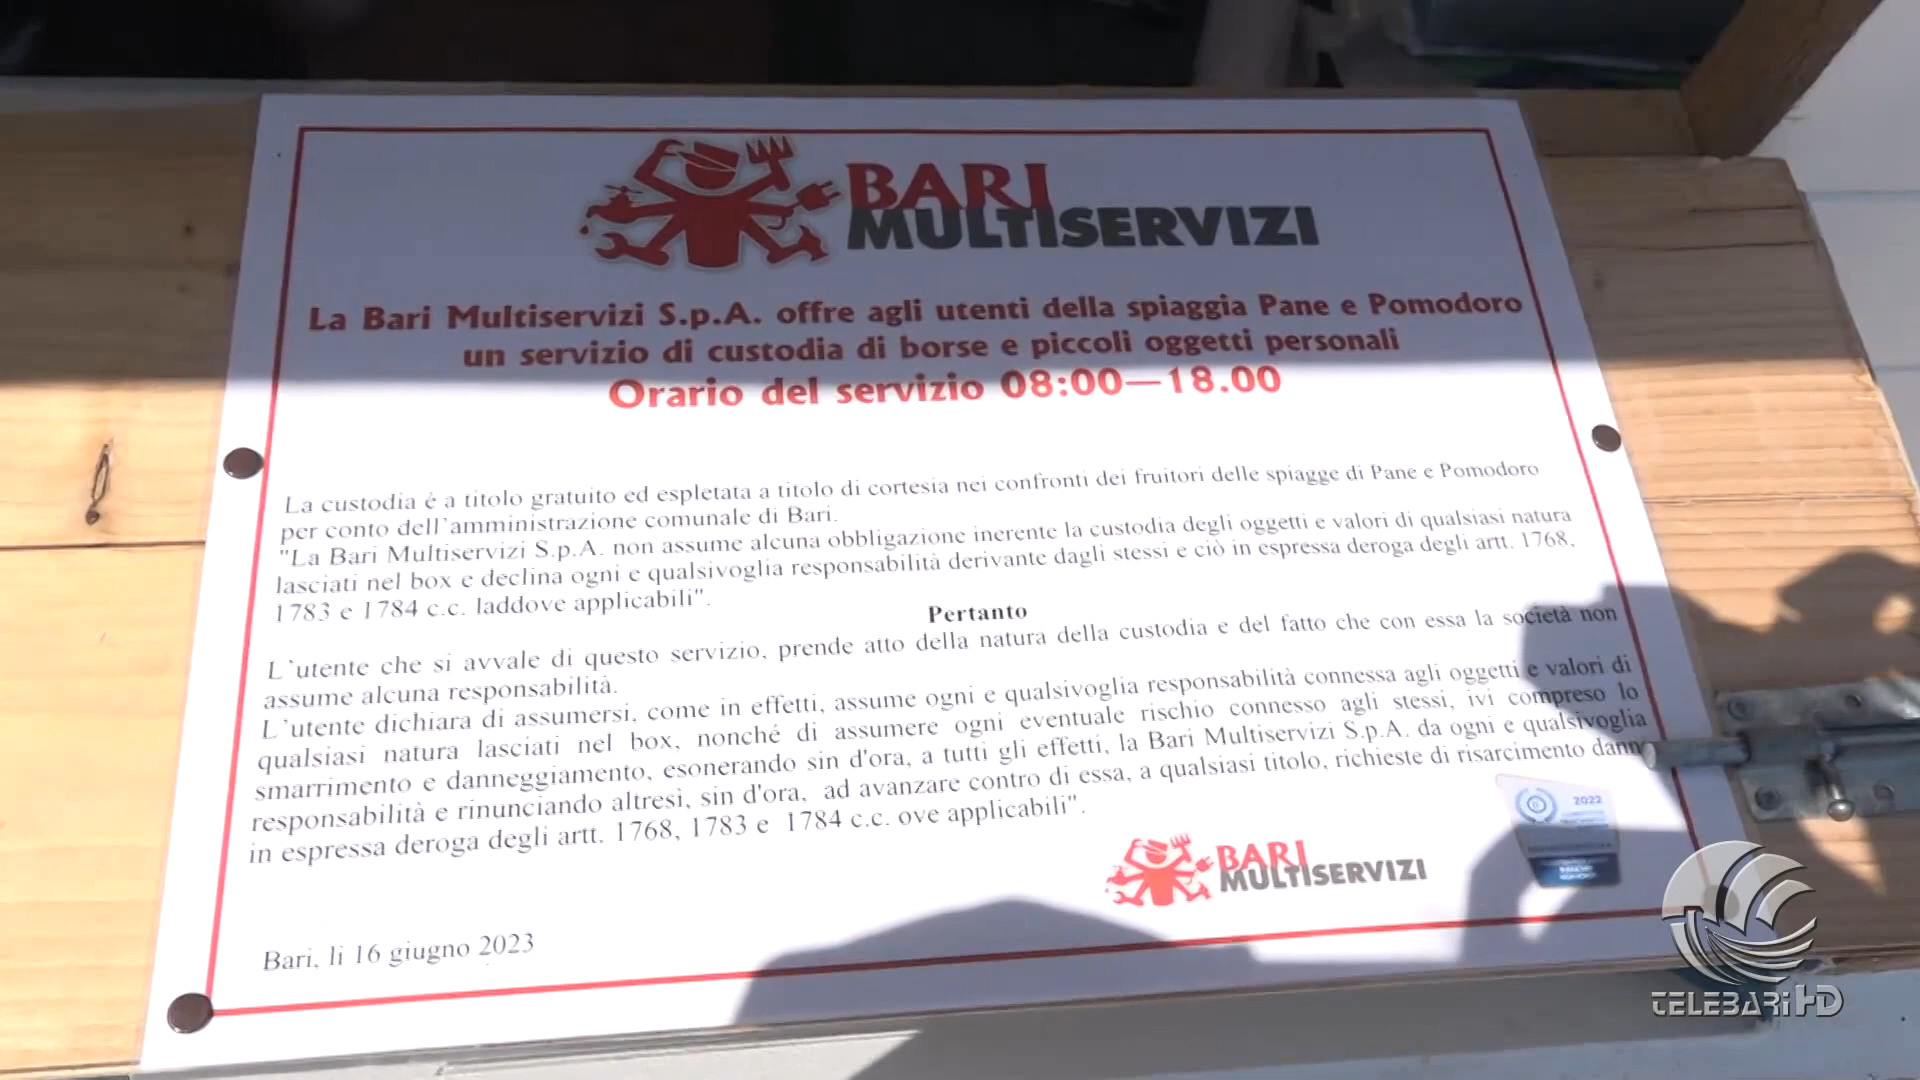 BARI
MULTISERVIZI
La Bari Multiservizi S.p.A. offre agli utenti della spiaggia Pane e Pomodoro
un servizio di custodia di borse e piccoli oggetti personali
Orario del servizio 08:00—18.00
La custodia è a titolo gratuito ed espletata a titolo di cortesia nei confronti dei fruitori delle spiagge di Pane e Pomodoro
per conto dell'amministrazione comunale di Bari.
"La Bari Multiservizi S.p.A. non assume alcuna obbligazione inerente la custodia degli oggetti e valori di qualsiasi natura
lasciati nel box e declina ogni e qualsivoglia responsabilità derivante dagli stessi e ciò in espressa deroga degli artt. 1768,
1783 e 1784 c.c. laddove applicabili".
Pertanto
L'utente che si avvale di questo servizio, prende atto della natura della custodia e del fatto che con essa la società non
assume alcuna responsabilità.
L'utente dichiara di assumersi, come in effetti, assume ogni e qualsivoglia responsabilità connessa agli oggetti e valori di
qualsiasi natura lasciati nel box, nonché di assumere ogni eventuale rischio connesso agli stessi, ivi compreso lo
smarrimento e danneggiamento, esonerando sin d'ora, a tutti gli effetti, la Bari Multiservizi S.p.A. da ogni e qualsivoglia
responsabilità e rinunciando altresì, sin d'ora, ad avanzare contro di essa, a qualsiasi titolo, richieste di risarcimento danni
in espressa deroga degli artt. 1768, 1783 e 1784 c.c. ove applicabili".
BARI
MULTISERVIZI
2022
Bari, li 16 giugno 2023
TELEBARI HD